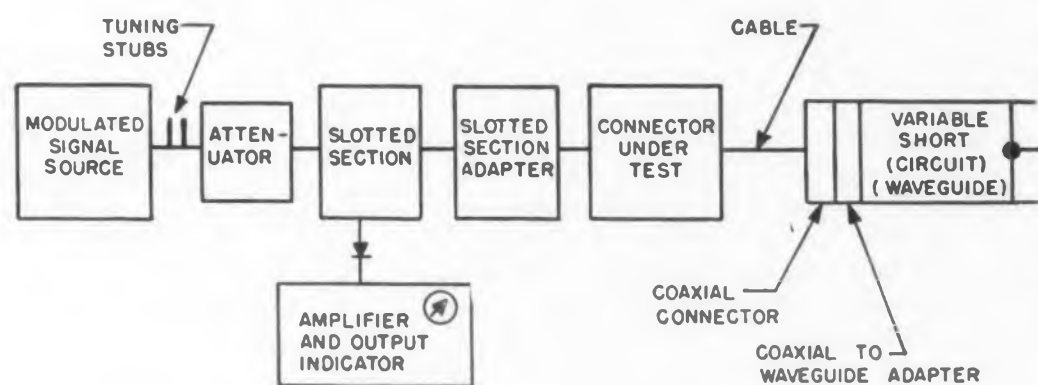 TUNING
STUBS
CABLE
MODULATED
SIGNAL
SOURCE
ATTEN-
UATOR
SLOTTED
SECTION
SLOTTED
SECTION
ADAPTER
CONNECTOR
UNDER
TEST
VARIABLE
SHORT
(CIRCUIT)
(WAVEGUIDE)
AMPLIFIER
AND OUTPUT
INDICATOR
COAXIAL
CONNECTOR
COAXIAL TO
WAVEGUIDE ADAPTER